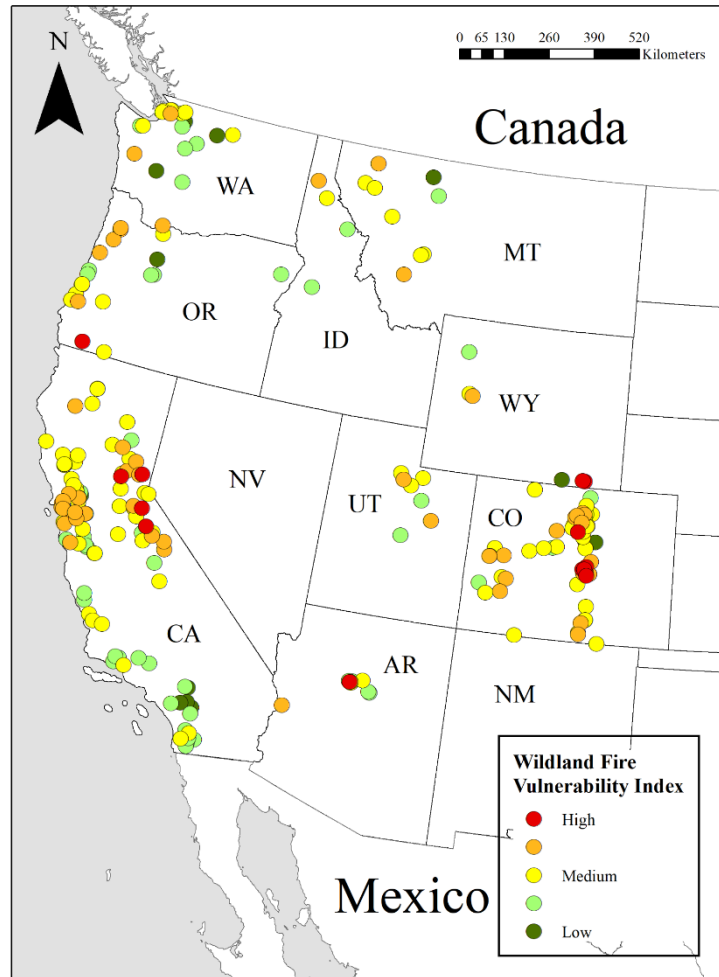 N
0 65 130 260 390 520
Kilometers
Canada
WA
MT
OR
ID
WY
NV
UT
CO
CA
AR
NM
Wildland Fire
Vulnerability Index
High
Medium
Low
Mexico